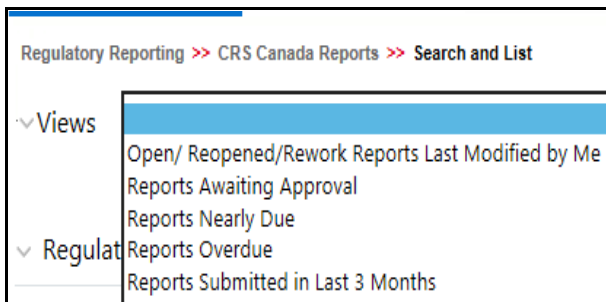 Regulatory Reporting >> CRS Canada Reports >> Search and List
Views
Open/ Reopened/Rework Reports Last Modified by Me
Reports Awaiting Approval
Reports Nearly Due
Regulat Reports Overdue
Reports Submitted in Last 3 Months